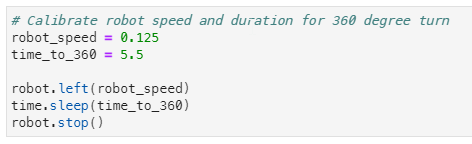 # Calibrate robot speed and duration for 360 degree turn
robot_speed = 0.125
time_to_360 = 5.5
robot.left(robot_speed)
time.sleep(time_to_360)
robot.stop()